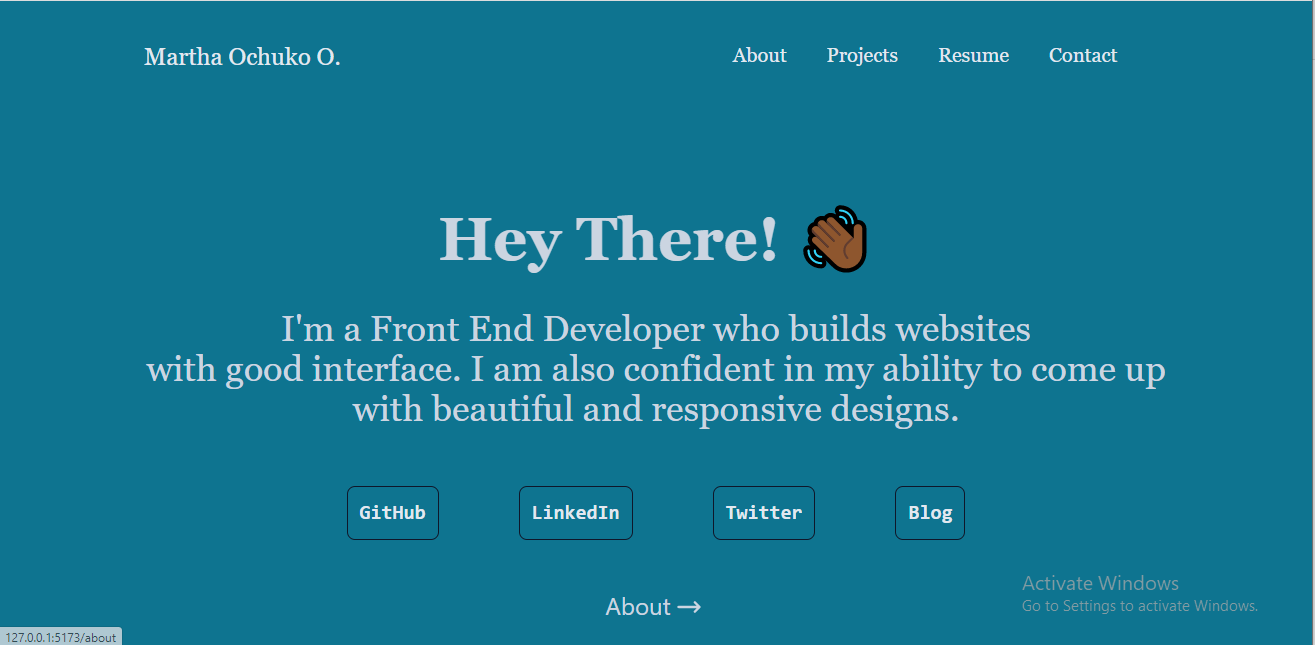 Martha Ochuko O.
About Projects Resume Contact
Hey There!
I'm a Front End Developer who builds websites
with good interface. I am also confident in my ability to come up
with beautiful and responsive designs.
GitHub LinkedIn Twitter Blog
About →
Activate Windows
Go to Settings to activate Windows.
127.0.0.1:5173/about